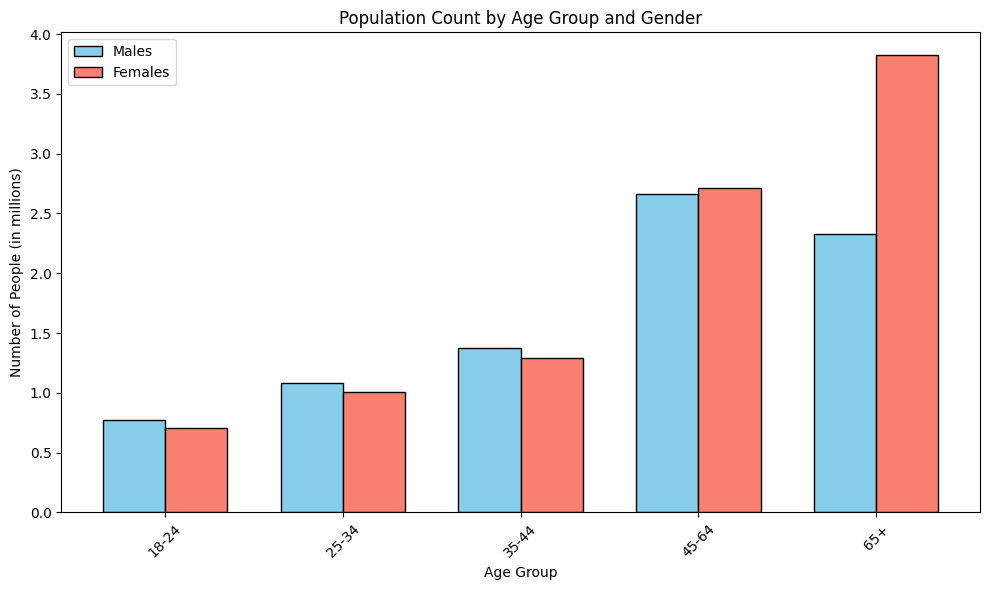 Population Count by Age Group and Gender
Males
Females
Number of People (in millions)
4.0
3.5
3.0
2.5
2.0
1.5
1.0
0.5
0.0
18-24
25-34
35-44
45-64
65+
Age Group